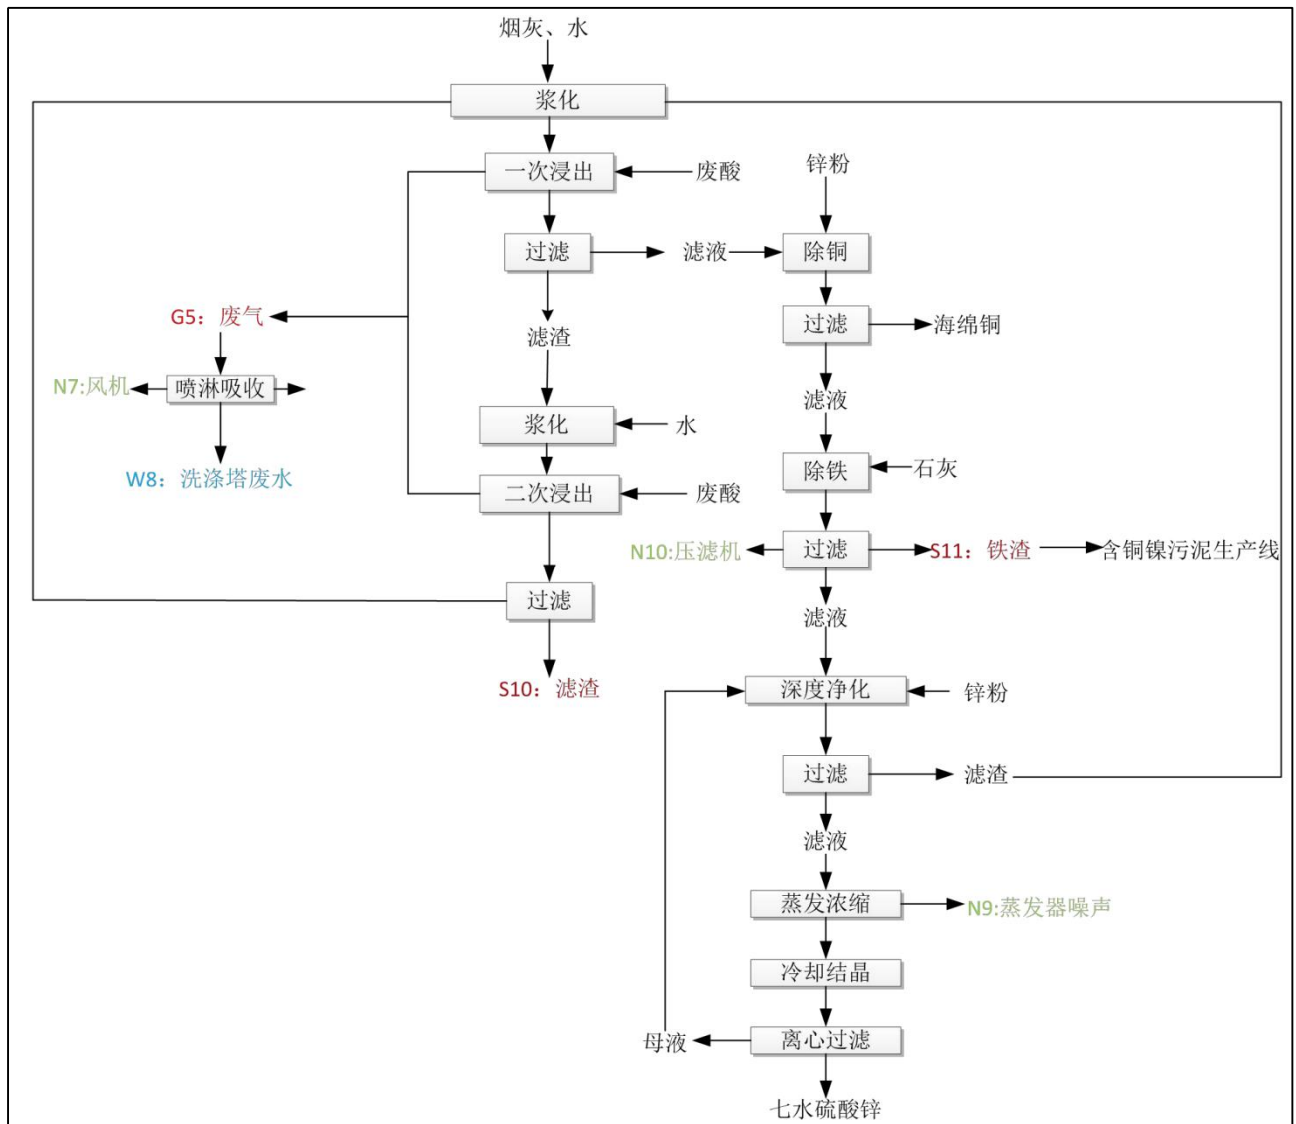 烟灰、水
浆化
一次浸出
废酸
锌粉
过滤
滤液
除铜
G5：废气
滤渣
过滤
海绵铜
N7:风机
喷淋吸收
滤液
浆化
水
W8：洗涤塔废水
除铁
石灰
二次浸出
废酸
N10:压滤机
过滤
S11：铁渣
含铜镍污泥生产线
过滤
滤液
S10：滤渣
深度净化
锌粉
过滤
滤渣
滤液
蒸发浓缩
N9:蒸发器噪声
冷却结晶
母液
离心过滤
七水硫酸锌